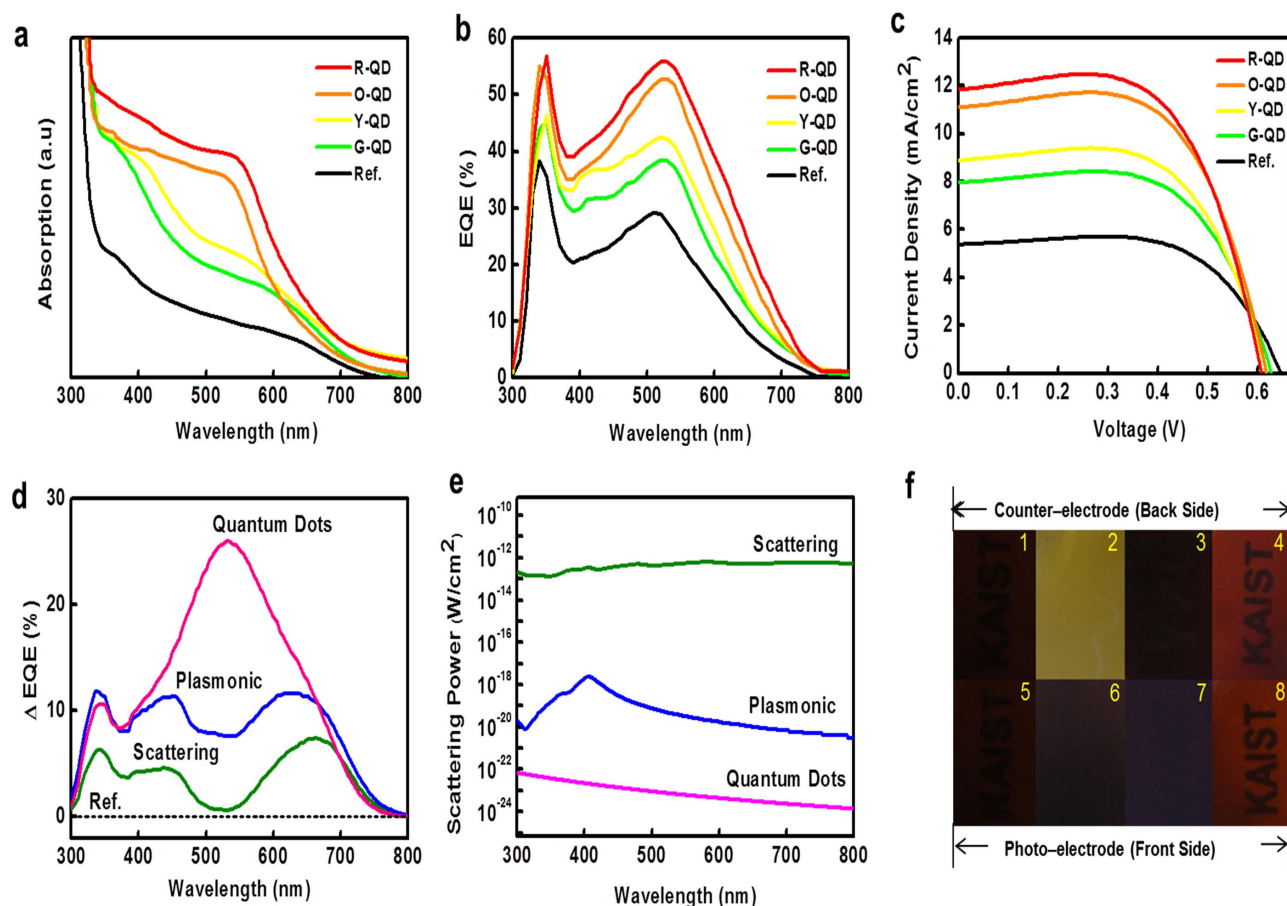 a
Absorption (a.u)
R-QD
O-QD
Y-QD
G-QD
Ref.
300 400 500 600 700 800
Wavelength (nm)
b
EQE (%)
60
50
40
30
20
10
0
R-QD
O-QD
Y-QD
G-QD
Ref.
300 400 500 600 700 800
Wavelength (nm)
c
Current Density (mA/cm²)
14
12
10
8
6
4
2
0
R-QD
O-QD
Y-QD
G-QD
Ref.
0.0 0.1 0.2 0.3 0.4 0.5 0.6
Voltage (V)
d
Δ EQE (%)
30
20
10
0
Quantum Dots
Plasmonic
Scattering
Ref.
300 400 500 600 700 800
Wavelength (nm)
e
Scattering Power (W/cm²)
10⁻¹⁰
10⁻¹²
10⁻¹⁴
10⁻¹⁶
10⁻¹⁸
10⁻²⁰
10⁻²²
10⁻²⁴
Scattering
Plasmonic
Quantum Dots
300 400 500 600 700 800
Wavelength (nm)
f
Counter–electrode (Back Side)
1 2 3 4
KAIST
KAIST
5 6 7 8
KAIST
KAIST
Photo–electrode (Front Side)